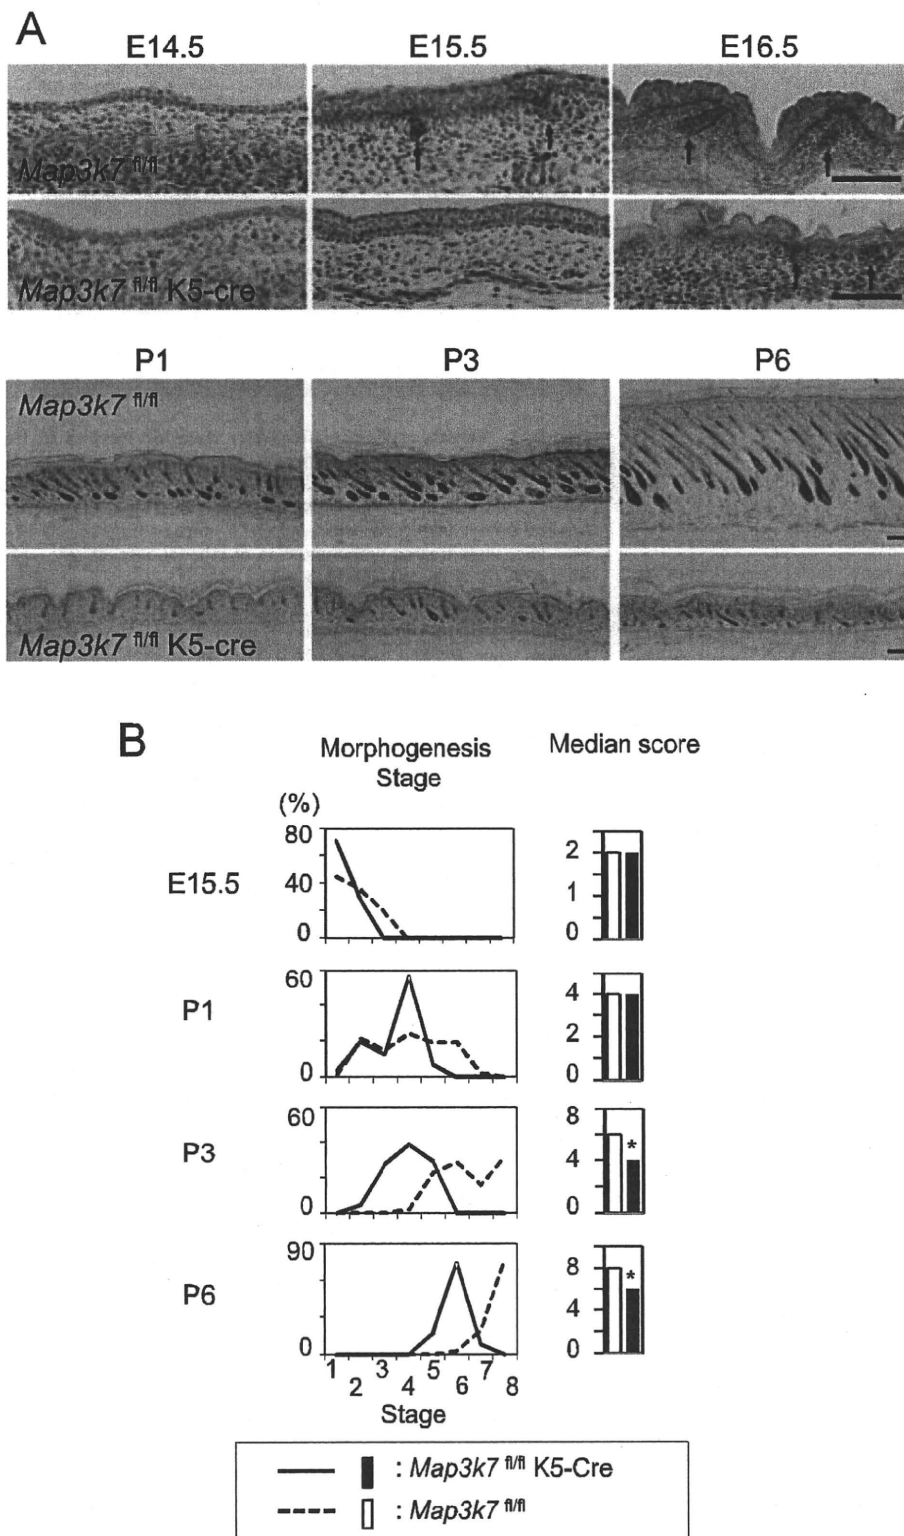 A
E14.5 E15.5 E16.5
Map3k7 fl/fl
Map3k7 fl/fl K5-cre
P1 P3 P6
Map3k7 fl/fl
Map3k7 fl/fl K5-cre
B
Morphogenesis Stage
Median score
(%)
E15.5
80
40
0
2
1
0
P1
60
0
4
2
0
P3
60
0
8
4
0
*
P6
90
0
8
4
0
*
1 2 3 4 5 6 7 8
Stage
: Map3k7 fl/fl K5-Cre
: Map3k7 fl/fl